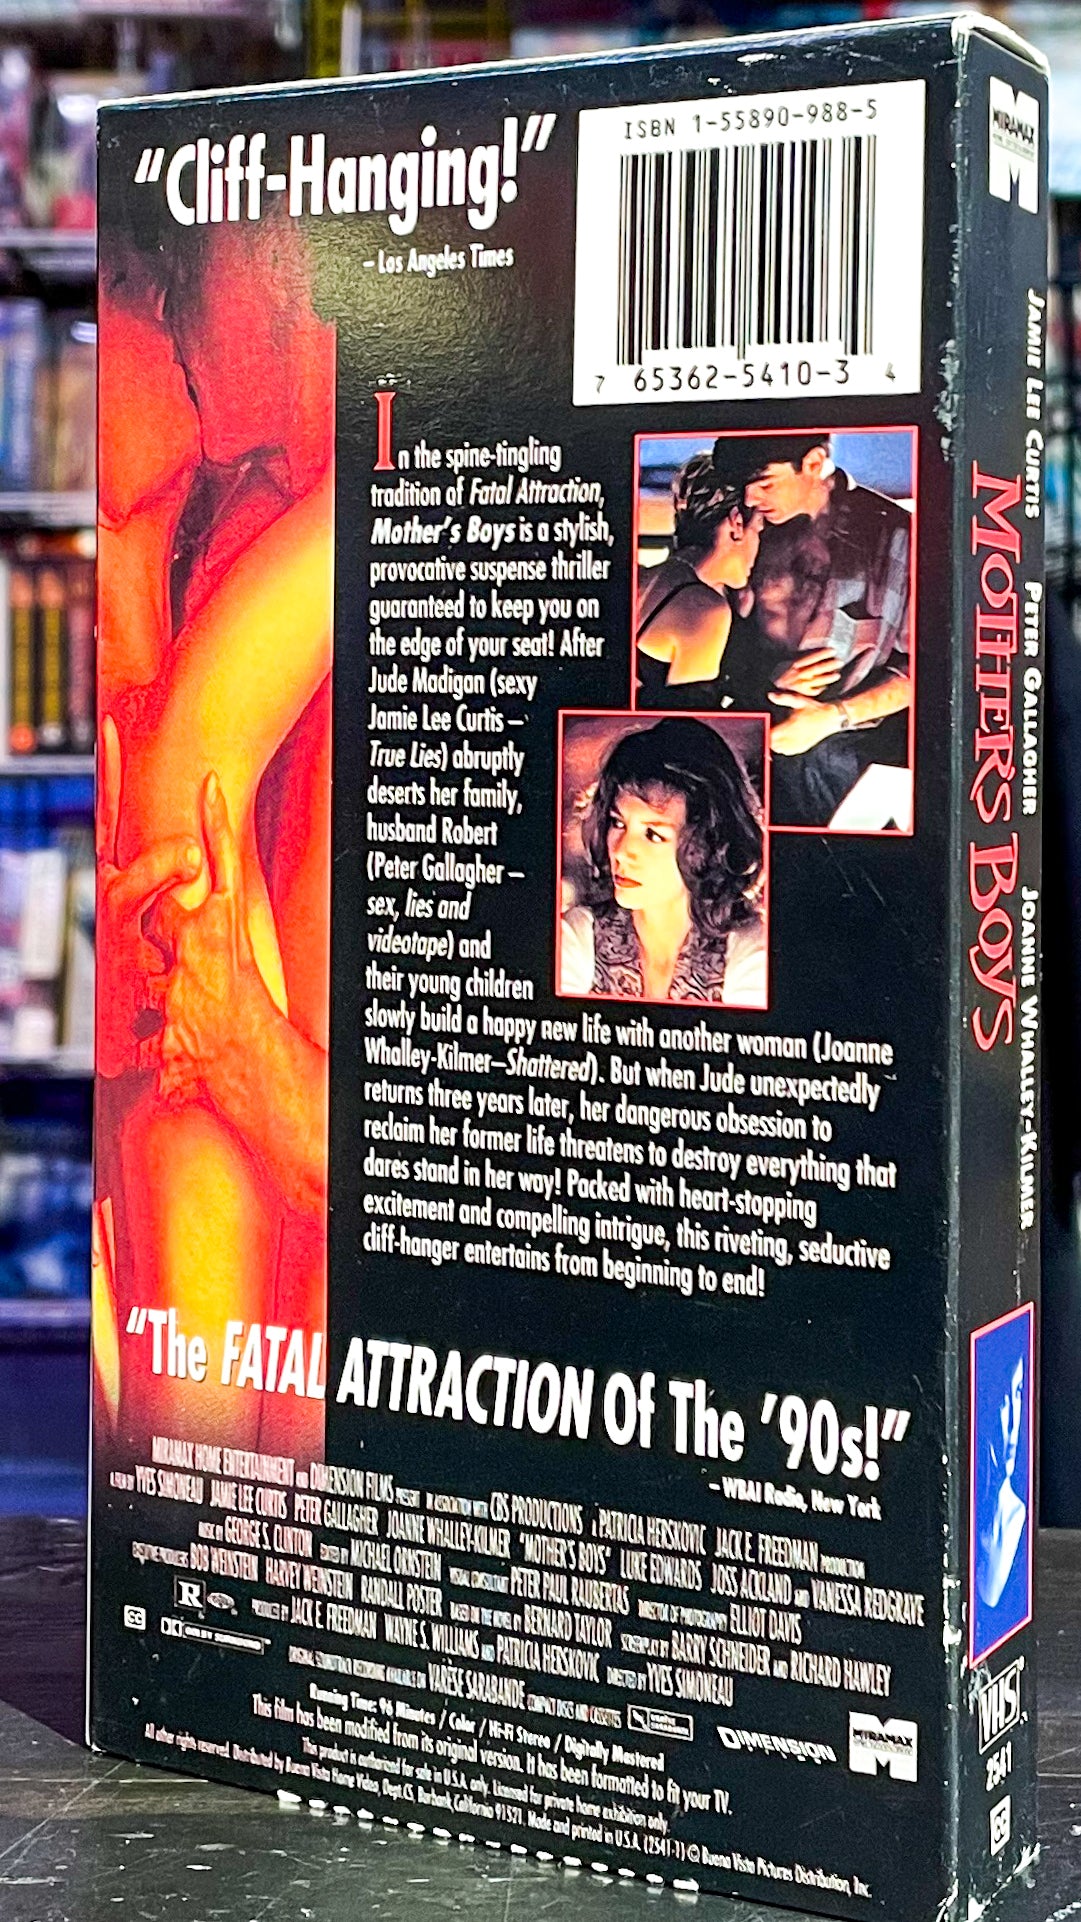 "Cliff-Hanging!"
– Los Angeles Times
ISBN 1-55890-988-5
7 65362-5410-3 4
In the spine-tingling
tradition of Fatal Attraction,
Mother's Boys is a stylish,
provocative suspense thriller
guaranteed to keep you on
the edge of your seat! After
Jude Madigan (sexy
Jamie Lee Curtis –
True Lies) abruptly
deserts her family,
husband Robert
(Peter Gallagher –
sex, lies and
videotape) and
their young children
slowly build a happy new life with another woman (Joanne
Whalley-Kilmer–Shattered). But when Jude unexpectedly
returns three years later, her dangerous obsession to
reclaim her former life threatens to destroy everything that
dares stand in her way! Packed with heart-stopping
excitement and compelling intrigue, this riveting, seductive
cliff-hanger entertains from beginning to end!
"The FATAL ATTRACTION Of The '90s!"
– WBAI Radio, New York
MIRAMAX HOME ENTERTAINMENT AND DIMENSION FILMS PRESENT IN ASSOCIATION WITH CBS PRODUCTIONS A PATRICIA HERSKOVIC JACK E. FREEDMAN PRODUCTION
A FILM BY YVES SIMONEAU JAMIE LEE CURTIS PETER GALLAGHER JOANNE WHALLEY-KILMER "MOTHER'S BOYS" LUKE EDWARDS JOSS ACKLAND AND VANESSA REDGRAVE
MUSIC BY GEORGE S. CLINTON EDITED BY MICHAEL ORNSTEIN VISUAL CONSULTANT PETER PAUL RAUBERTAS DIRECTOR OF PHOTOGRAPHY ELLIOT DAVIS
EXECUTIVE PRODUCERS BOB WEINSTEIN HARVEY WEINSTEIN RANDALL POSTER BASED ON THE NOVEL BY BERNARD TAYLOR SCREENPLAY BY BARRY SCHNEIDER AND RICHARD HAWLEY
R PRODUCED BY JACK E. FREEDMAN WAYNE S. WILLIAMS AND PATRICIA HERSKOVIC DIRECTED BY YVES SIMONEAU
CC DOLBY SURROUND
ORIGINAL SOUNDTRACK RECORDING AVAILABLE ON VARÈSE SARABANDE COMPACT DISCS AND CASSETTES VARÈSE SARABANDE
DIMENSION
MIRAMAX
Running Time: 96 Minutes / Color / Hi-Fi Stereo / Digitally Mastered
This film has been modified from its original version. It has been formatted to fit your TV.
This product is authorized for sale in U.S.A. only. Licensed for private home exhibition only.
All other rights reserved. Distributed by Buena Vista Home Video, Dept. CS, Burbank, California 91521. Made and printed in U.S.A. (2541-1) © Buena Vista Pictures Distribution, Inc.
MIRAMAX
JAMIE LEE CURTIS PETER GALLAGHER JOANNE WHALLEY-KILMER
MOTHER'S BOYS
VHS
2541
CC